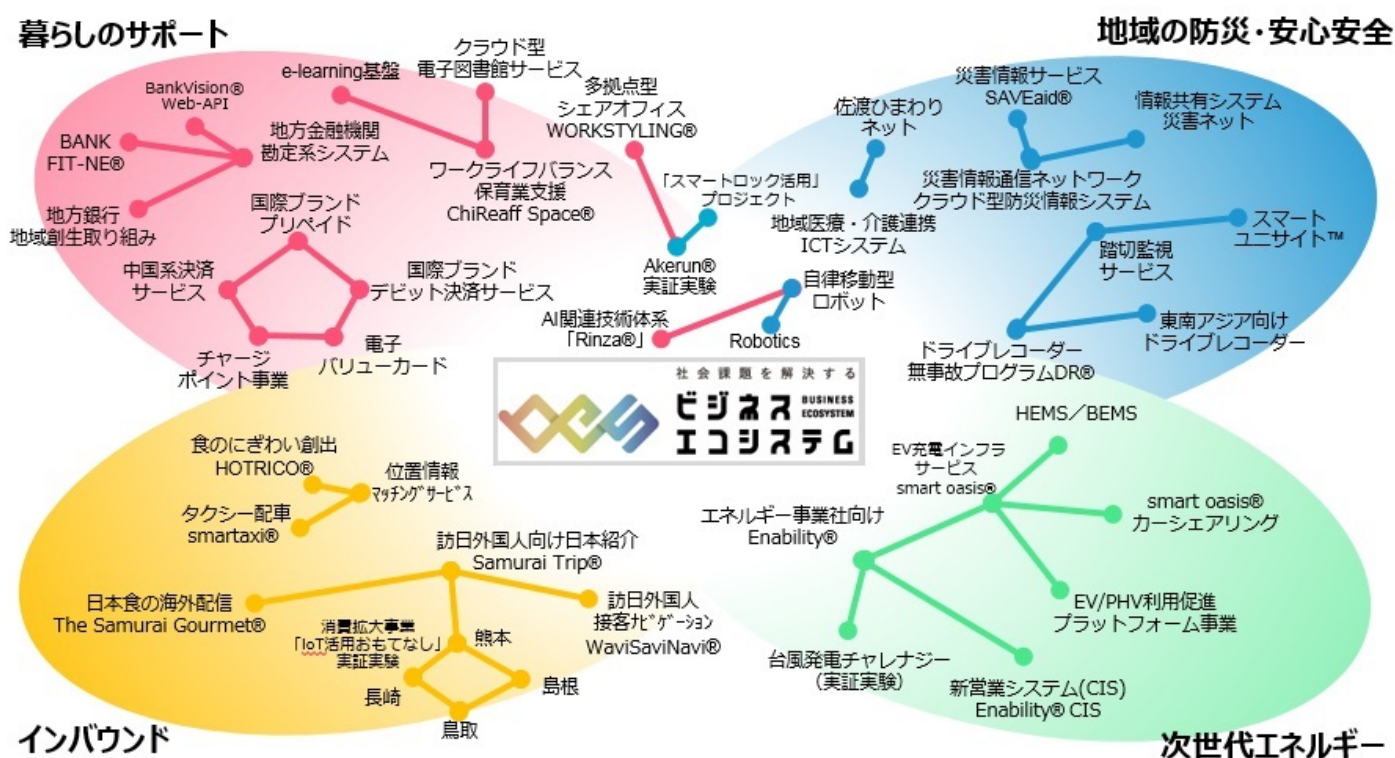 暮らしのサポート
地域の防災・安心安全
BankVision®
Web-API
e-learning基盤
クラウド型
電子図書館サービス
多拠点型
シェアオフィス
WORKSTYLING®
BANK
FIT-NE®
地方金融機関
勘定系システム
ワークライフバランス
保育業支援
ChiReaff Space®
「スマートロック活用」
プロジェクト
地方銀行
地域創生取り組み
国際ブランド
プリペイド
中国系決済
サービス
国際ブランド
デビット決済サービス
Akerun®
実証実験
チャージ
ポイント事業
電子
バリューカード
AI関連技術体系
「Rinza®」
佐渡ひまわり
ネット
災害情報サービス
SAVEaid®
情報共有システム
災害ネット
地域医療・介護連携
ICTシステム
災害情報通信ネットワーク
クラウド型防災情報システム
自律移動型
ロボット
Robotics
踏切監視
サービス
スマート
ユニサイト™
ドライブレコーダー
無事故プログラムDR®
東南アジア向け
ドライブレコーダー
社会課題を解決する
ビジネス
BUSINESS
ECOSYSTEM
エコシステム
食のにぎわい創出
HOTRICO®
位置情報
ﾏｯﾁﾝｸﾞｻｰﾋﾞｽ
タクシー配車
smartaxi®
訪日外国人向け日本紹介
Samurai Trip®
日本食の海外配信
The Samurai Gourmet®
訪日外国人
接客ﾅﾋﾞｹﾞｰｼｮﾝ
WaviSaviNavi®
消費拡大事業
「IoT活用おもてなし」
実証実験
熊本
長崎
島根
鳥取
HEMS／BEMS
EV充電インフラ
サービス
smart oasis®
smart oasis®
カーシェアリング
エネルギー事業社向け
Enability®
EV/PHV利用促進
プラットフォーム事業
台風発電チャレナジー
（実証実験）
新営業システム(CIS)
Enability® CIS
インバウンド
次世代エネルギー